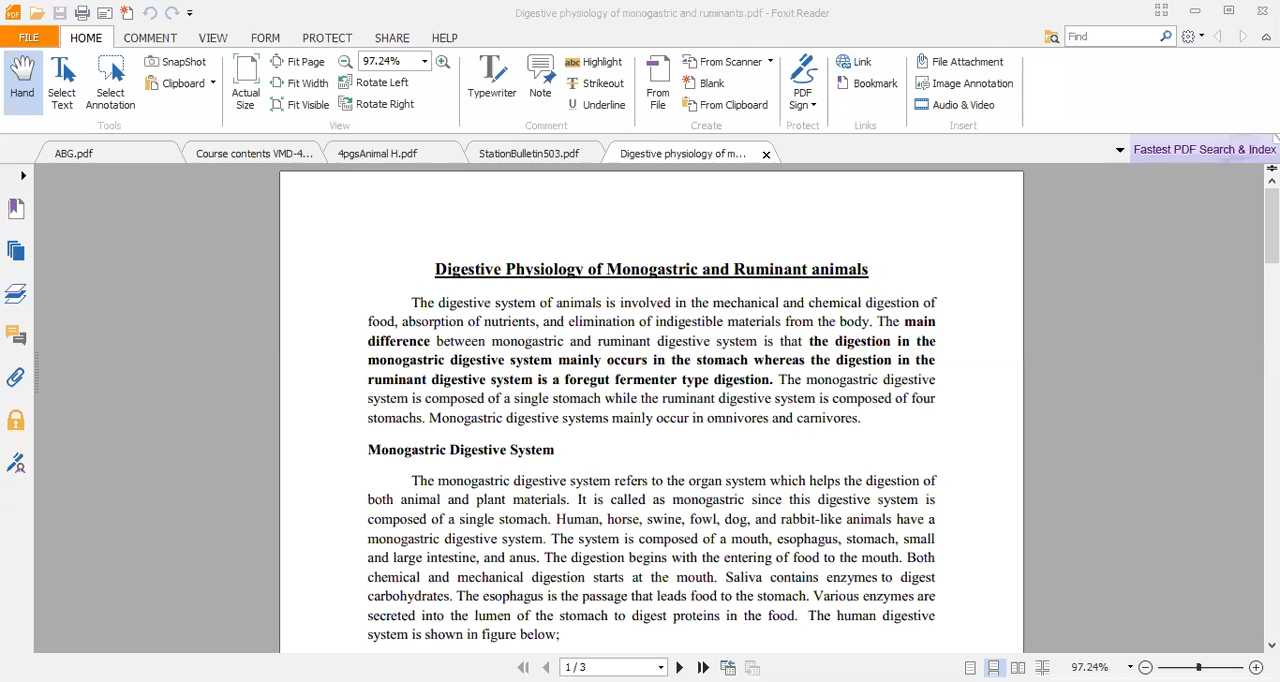 Digestive physiology of monogastric and ruminants.pdf - Foxit Reader
FILE HOME COMMENT VIEW FORM PROTECT SHARE HELP Find
Hand
Select Text
Select Annotation
SnapShot
Clipboard
Tools
Actual Size
Fit Page
Fit Width
Fit Visible
97.24%
Rotate Left
Rotate Right
View
Typewriter
Note
Highlight
Strikeout
Underline
Comment
From File
From Scanner
Blank
From Clipboard
Create
PDF Sign
Protect
Link
Bookmark
Links
File Attachment
Image Annotation
Audio & Video
Insert
ABG.pdf Course contents VMD-4... 4pgsAnimal H.pdf StationBulletin503.pdf Digestive physiology of m... Fastest PDF Search & Index
Digestive Physiology of Monogastric and Ruminant animals
The digestive system of animals is involved in the mechanical and chemical digestion of
food, absorption of nutrients, and elimination of indigestible materials from the body. The main
difference between monogastric and ruminant digestive system is that the digestion in the
monogastric digestive system mainly occurs in the stomach whereas the digestion in the
ruminant digestive system is a foregut fermenter type digestion. The monogastric digestive
system is composed of a single stomach while the ruminant digestive system is composed of four
stomachs. Monogastric digestive systems mainly occur in omnivores and carnivores.
Monogastric Digestive System
The monogastric digestive system refers to the organ system which helps the digestion of
both animal and plant materials. It is called as monogastric since this digestive system is
composed of a single stomach. Human, horse, swine, fowl, dog, and rabbit-like animals have a
monogastric digestive system. The system is composed of a mouth, esophagus, stomach, small
and large intestine, and anus. The digestion begins with the entering of food to the mouth. Both
chemical and mechanical digestion starts at the mouth. Saliva contains enzymes to digest
carbohydrates. The esophagus is the passage that leads food to the stomach. Various enzymes are
secreted into the lumen of the stomach to digest proteins in the food. The human digestive
system is shown in figure below;
1 / 3 97.24%